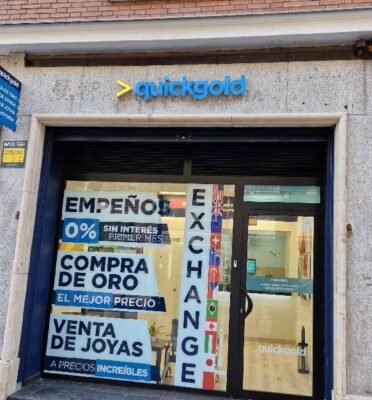 >quickgold
quickgold
EMPEÑOS
0% SIN INTERÉS
PRIMER MES
COMPRA
DE ORO
EL MEJOR PRECIO
VENTA
DE JOYAS
A PRECIOS INCREÍBLES
EXCHANGE
quickgold